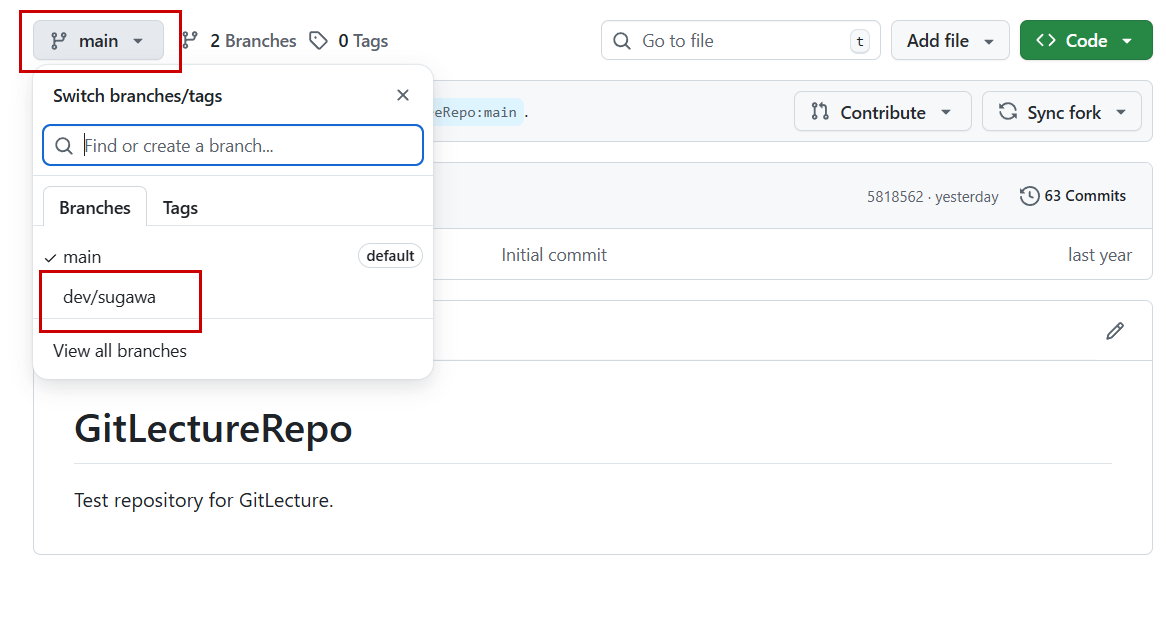 main 2 Branches 0 Tags Go to file t Add file Code
Switch branches/tags
eRepo:main . Contribute Sync fork
Find or create a branch...
Branches Tags
5818562 · yesterday 63 Commits
main default
Initial commit last year
dev/sugawa
View all branches
GitLectureRepo
Test repository for GitLecture.